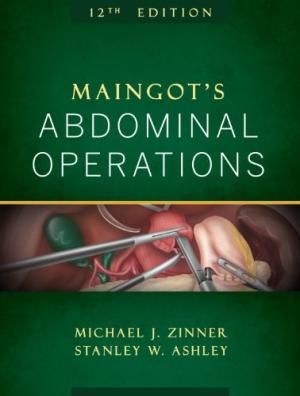 12TH EDITION
MAINGOT'S
ABDOMINAL
OPERATIONS
MICHAEL J. ZINNER
STANLEY W. ASHLEY